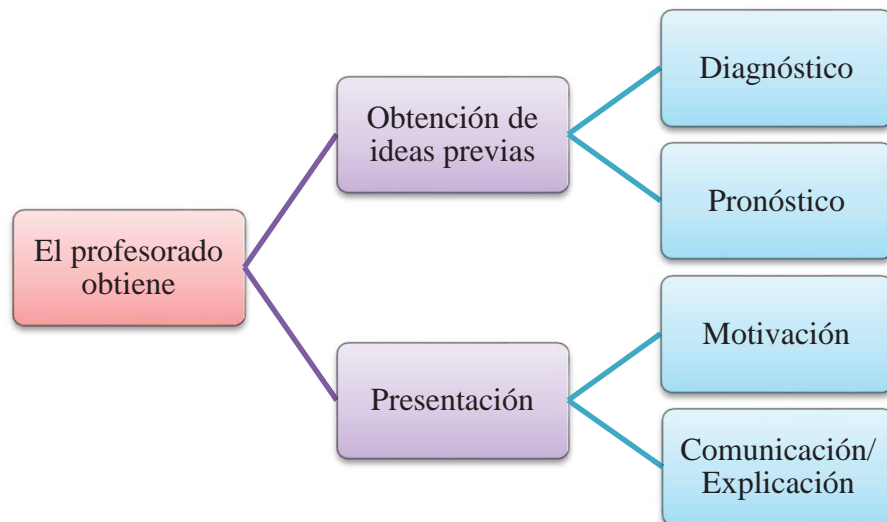 El profesorado
obtiene
Obtención de
ideas previas
Diagnóstico
Pronóstico
Presentación
Motivación
Comunicación/
Explicación